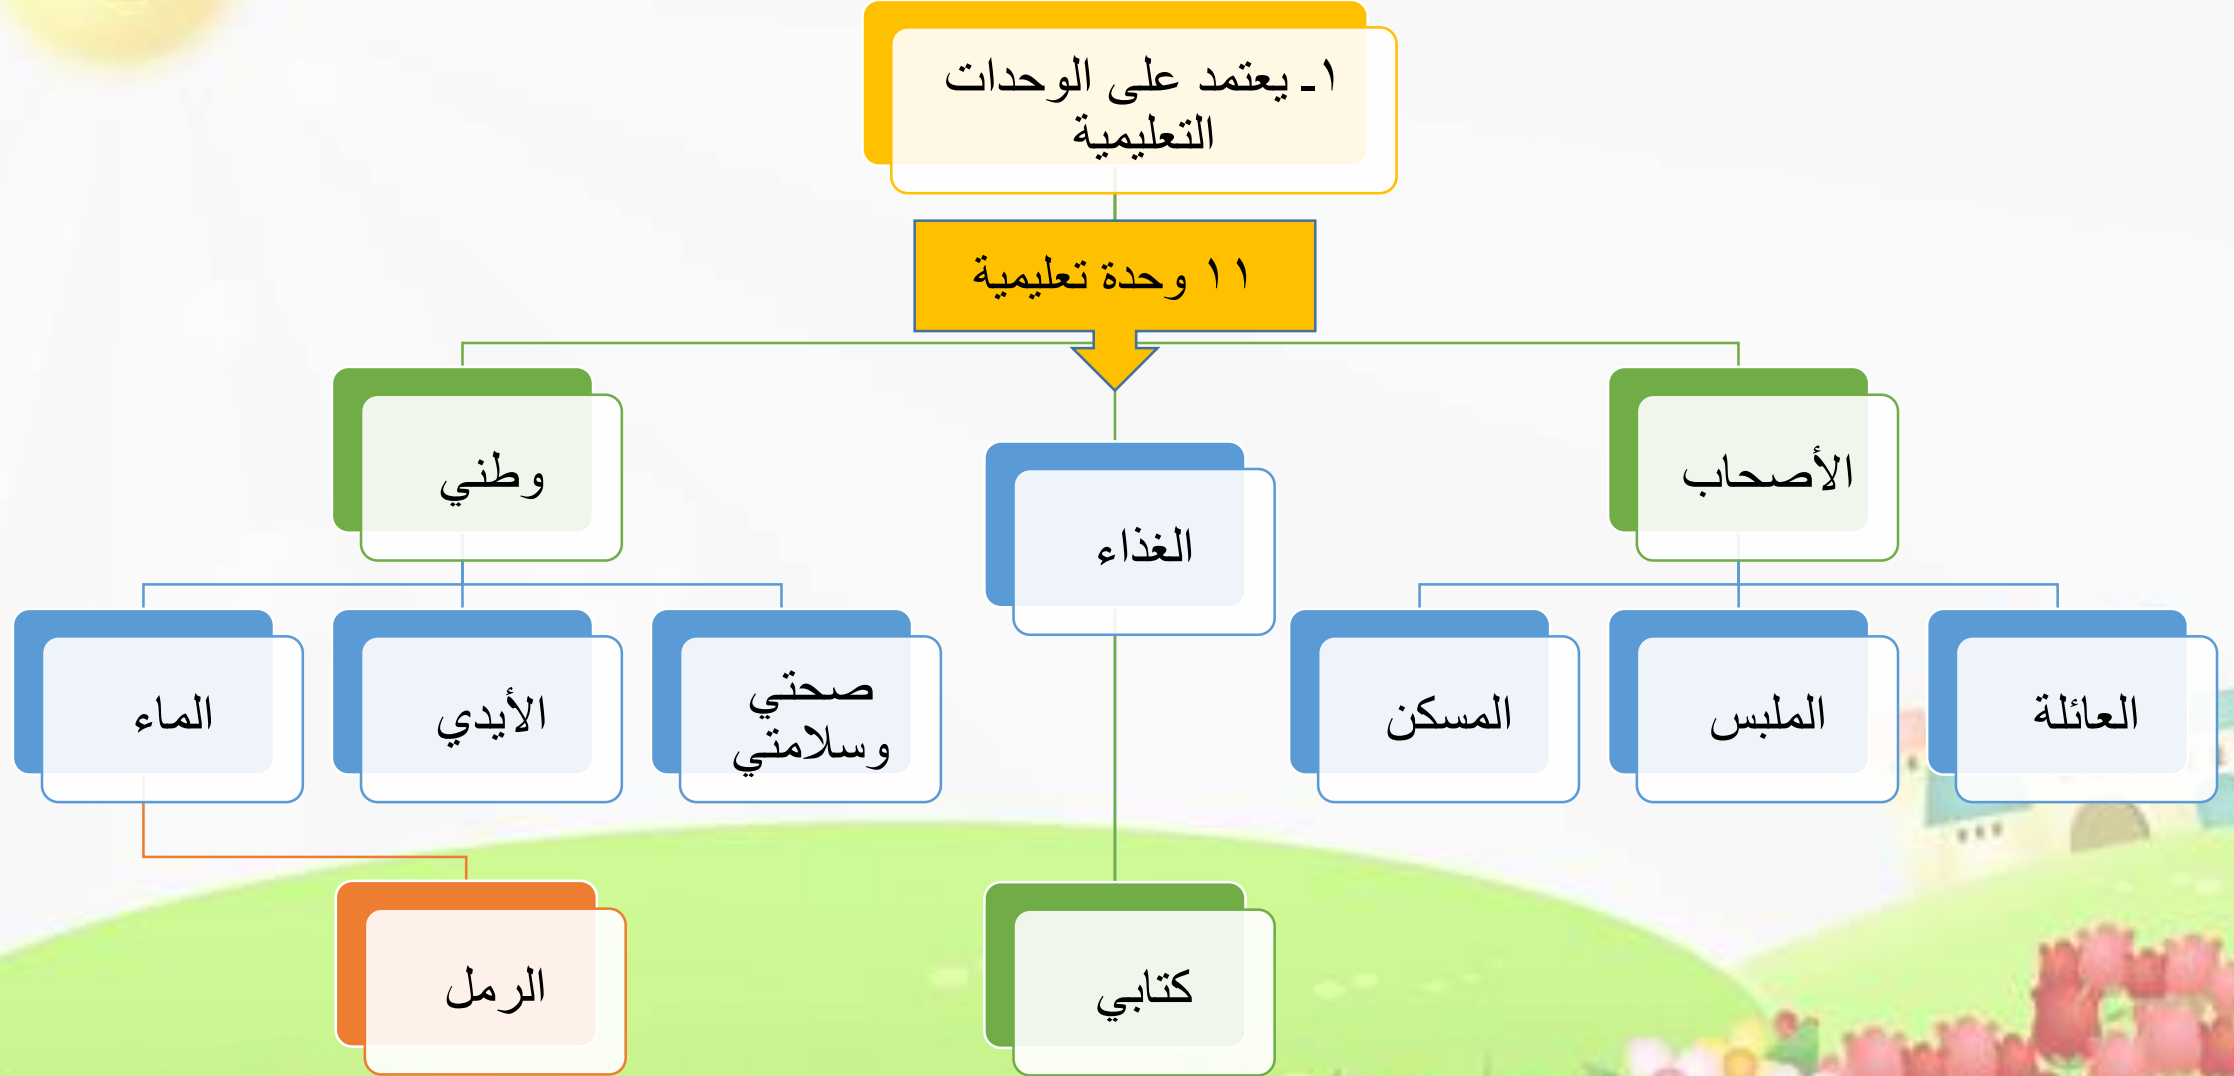 ١- يعتمد على الوحدات
التعليمية
١١ وحدة تعليمية
الأصحاب
الغذاء
وطني
العائلة
الملبس
المسكن
صحتي
وسلامتي
الأيدي
الماء
كتابي
الرمل